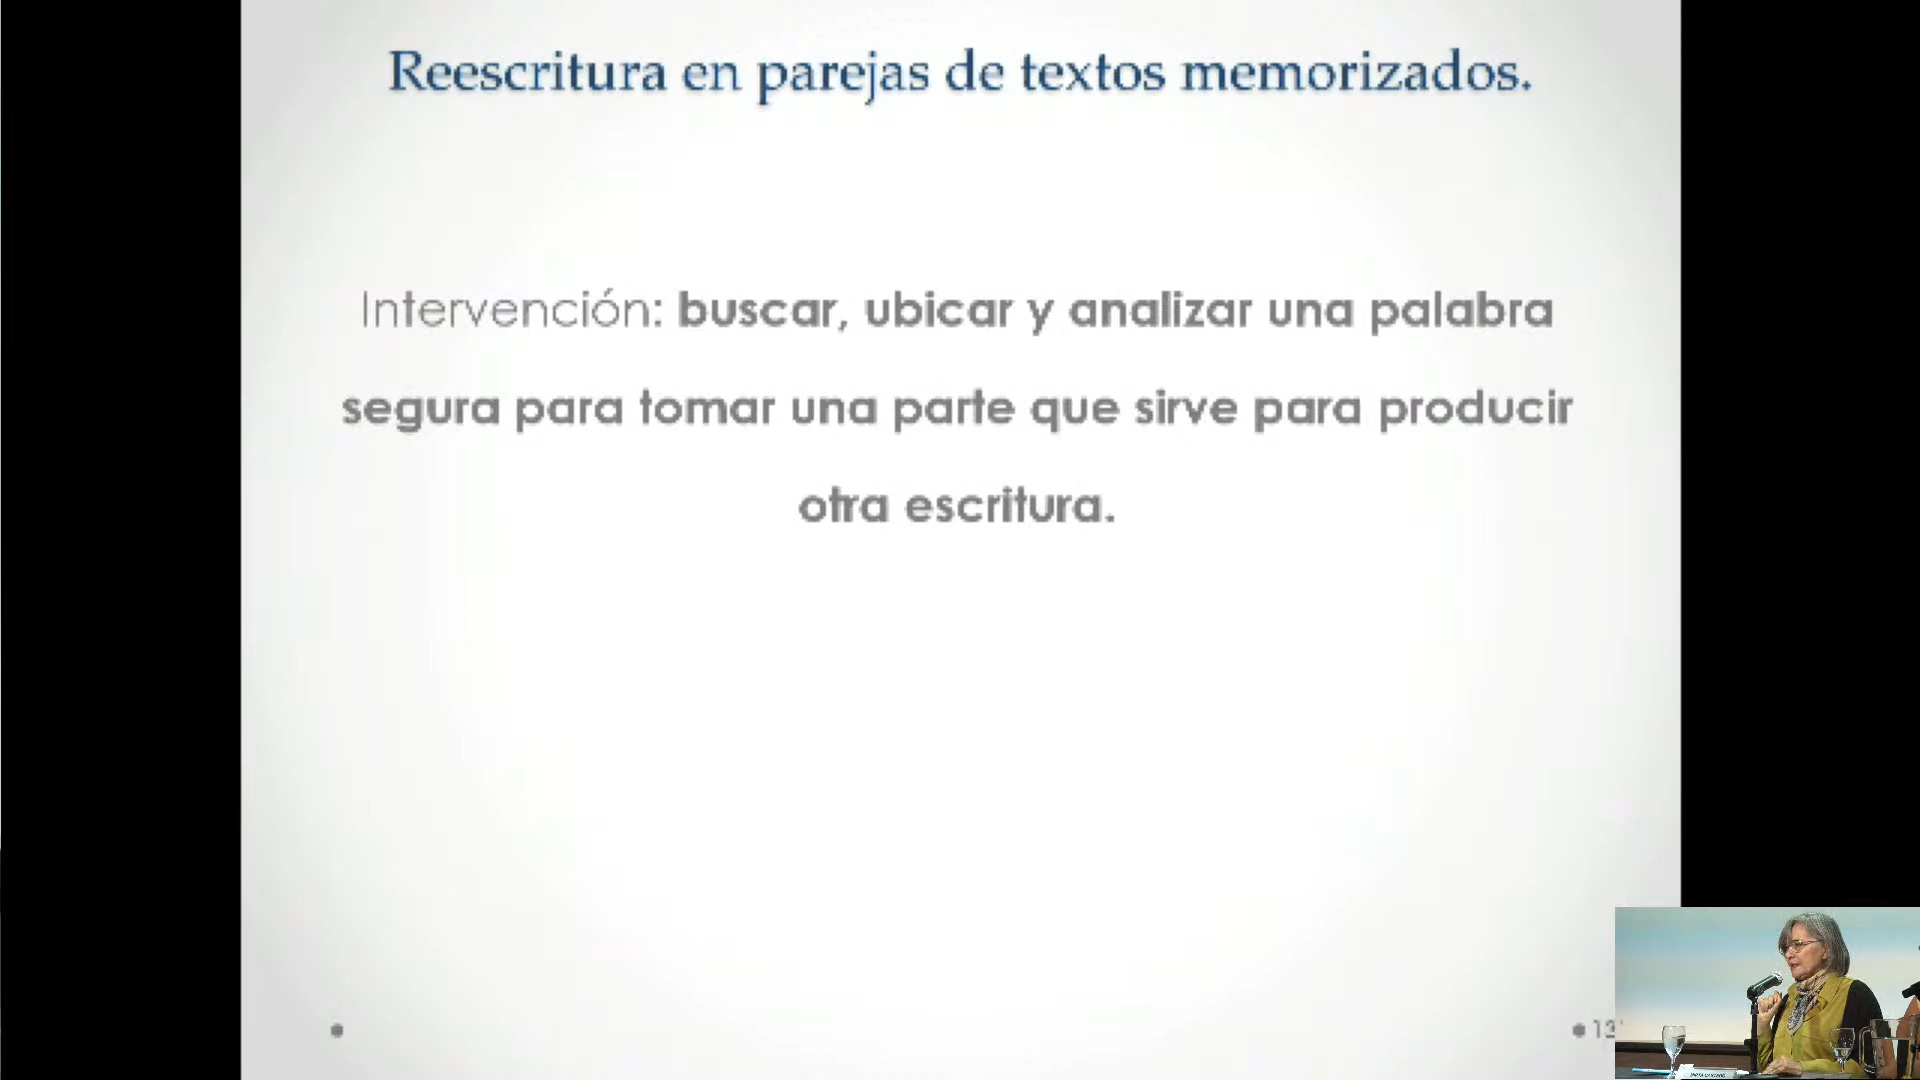 Reescritura en parejas de textos memorizados.
Intervención: buscar, ubicar y analizar una palabra
segura para tomar una parte que sirve para producir
otra escritura.